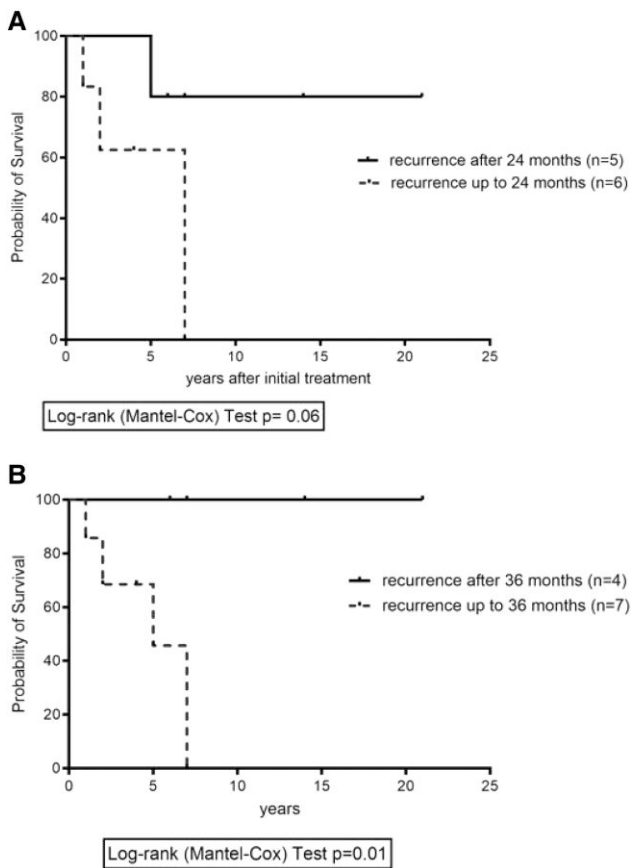 A
100
80
60
40
20
0
Probability of Survival
recurrence after 24 months (n=5)
recurrence up to 24 months (n=6)
0 5 10 15 20 25
years after initial treatment
Log-rank (Mantel-Cox) Test p= 0.06
B
100
80
60
40
20
0
Probability of Survival
recurrence after 36 months (n=4)
recurrence up to 36 months (n=7)
0 5 10 15 20 25
years
Log-rank (Mantel-Cox) Test p=0.01